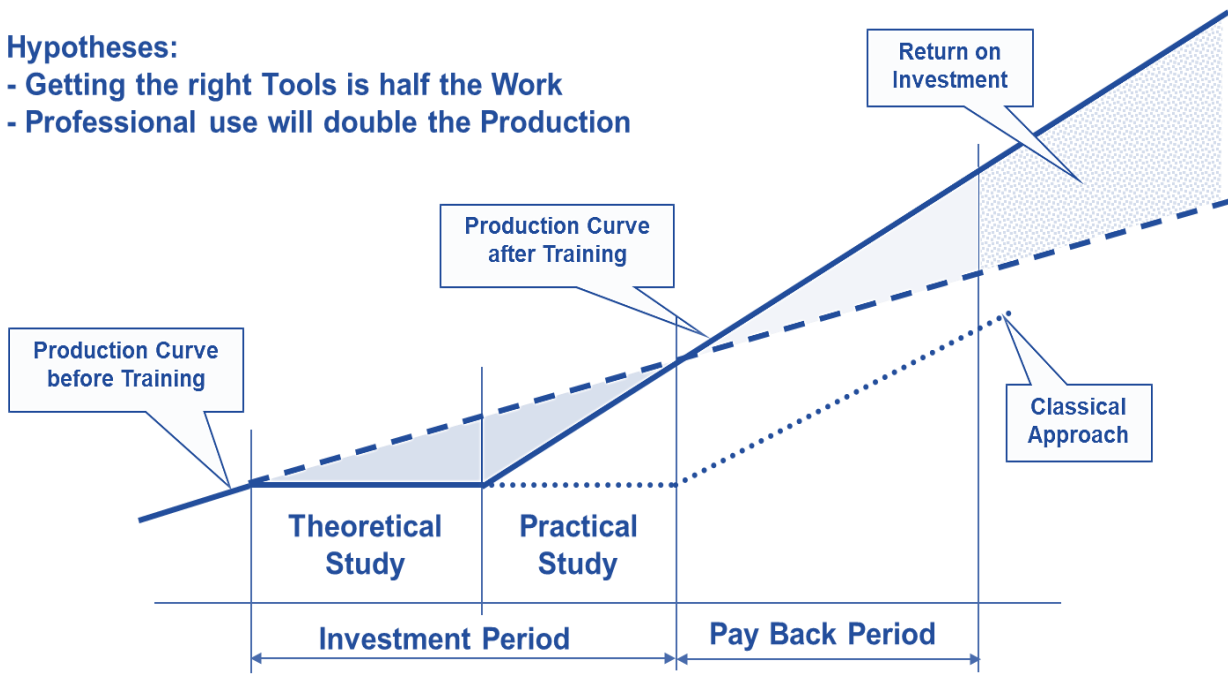 Hypotheses:
- Getting the right Tools is half the Work
- Professional use will double the Production
Return on
Investment
Production Curve
after Training
Production Curve
before Training
Classical
Approach
Theoretical
Study
Practical
Study
Investment Period
Pay Back Period